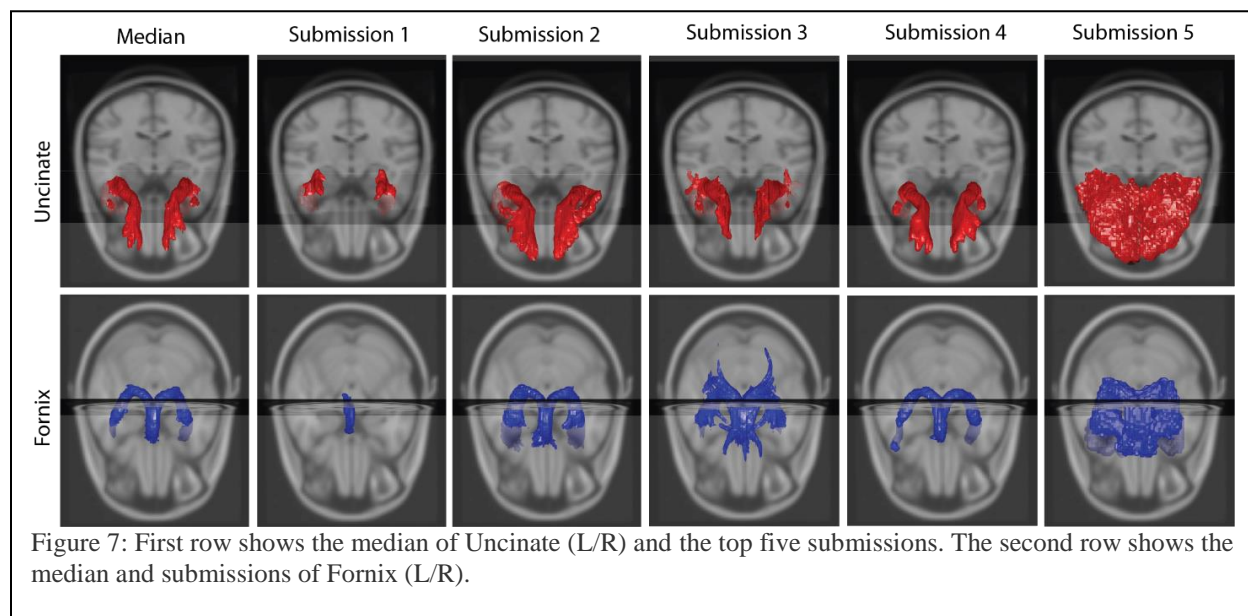 Median Submission 1 Submission 2 Submission 3 Submission 4 Submission 5
Uncinate
Fornix
Figure 7: First row shows the median of Uncinate (L/R) and the top five submissions. The second row shows the
median and submissions of Fornix (L/R).